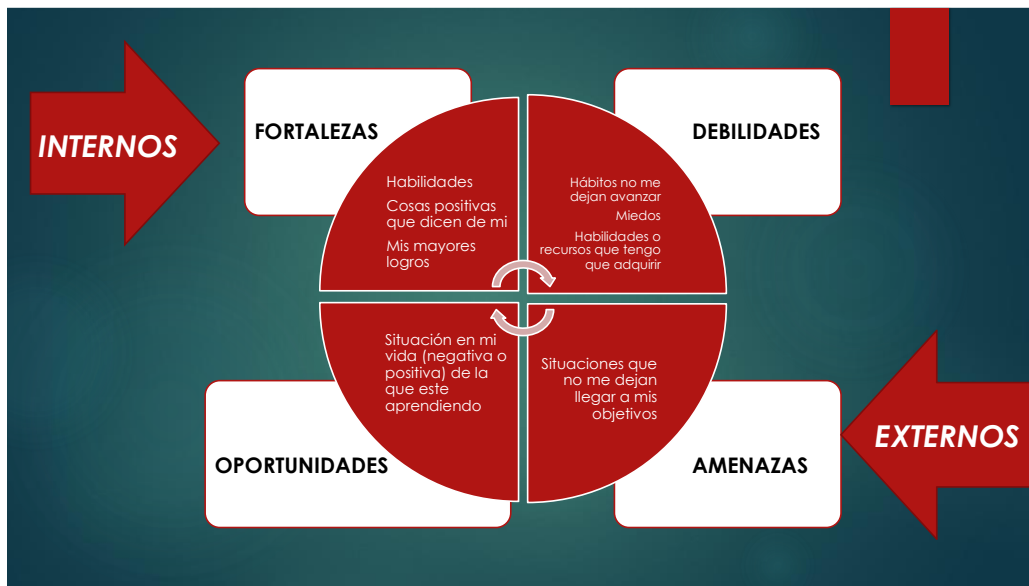 INTERNOS
FORTALEZAS
Habilidades
Cosas positivas
que dicen de mi
Mis mayores
logros
DEBILIDADES
Hábitos no me
dejan avanzar
Miedos
Habilidades o
recursos que tengo
que adquirir
OPORTUNIDADES
Situación en mi
vida (negativa o
positiva) de la
que este
aprendiendo
AMENAZAS
Situaciones que
no me dejan
llegar a mis
objetivos
EXTERNOS